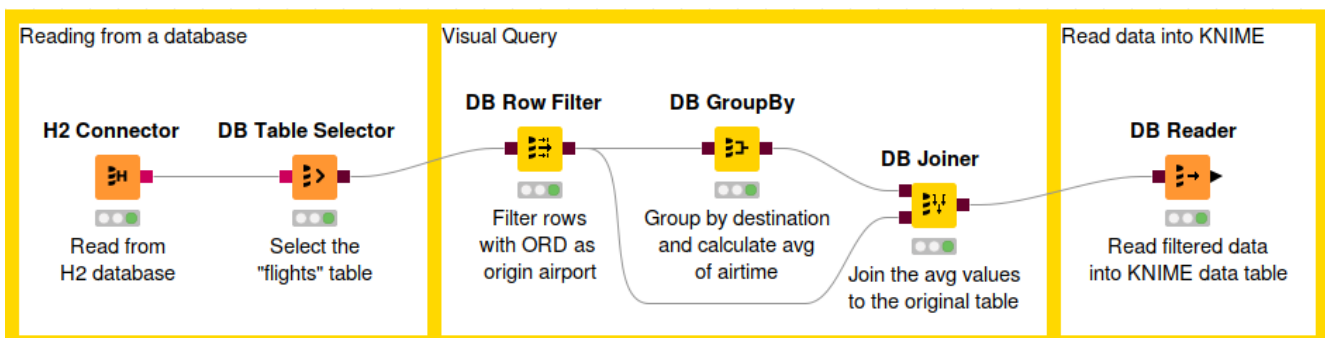 Reading from a database
H2 Connector
Read from
H2 database
DB Table Selector
Select the
"flights" table
Visual Query
DB Row Filter
Filter rows
with ORD as
origin airport
DB GroupBy
Group by destination
and calculate avg
of airtime
DB Joiner
Join the avg values
to the original table
Read data into KNIME
DB Reader
Read filtered data
into KNIME data table